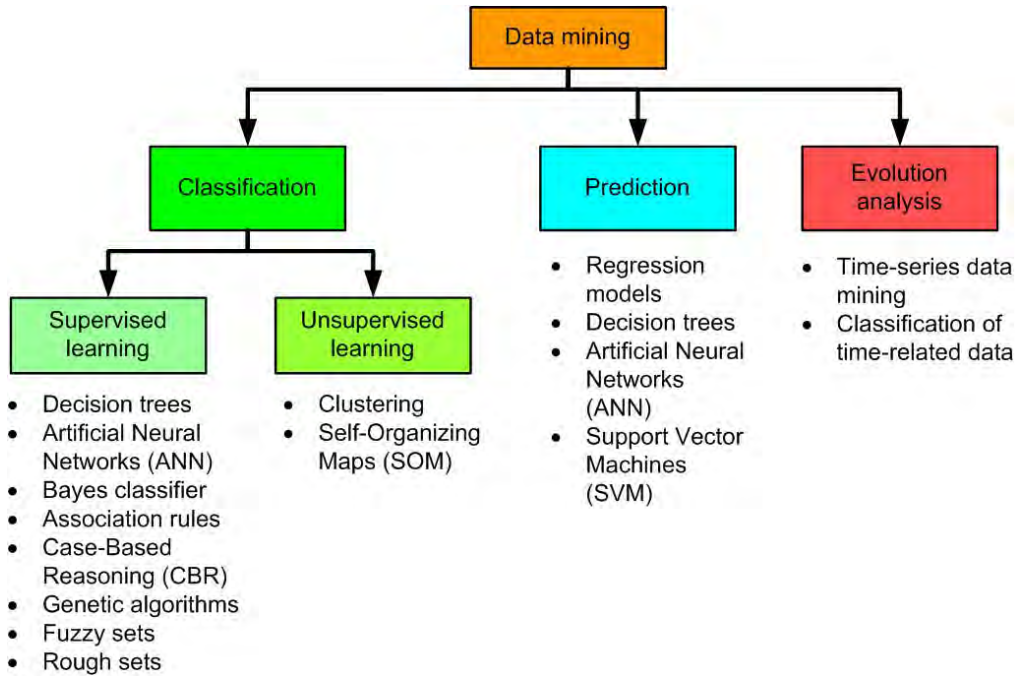 Data mining
Classification
Prediction
Evolution
analysis
Supervised
learning
Unsupervised
learning
• Decision trees
• Artificial Neural
Networks (ANN)
• Bayes classifier
• Association rules
• Case-Based
Reasoning (CBR)
• Genetic algorithms
• Fuzzy sets
• Rough sets
• Clustering
• Self-Organizing
Maps (SOM)
• Regression
models
• Decision trees
• Artificial Neural
Networks
(ANN)
• Support Vector
Machines
(SVM)
• Time-series data
mining
• Classification of
time-related data